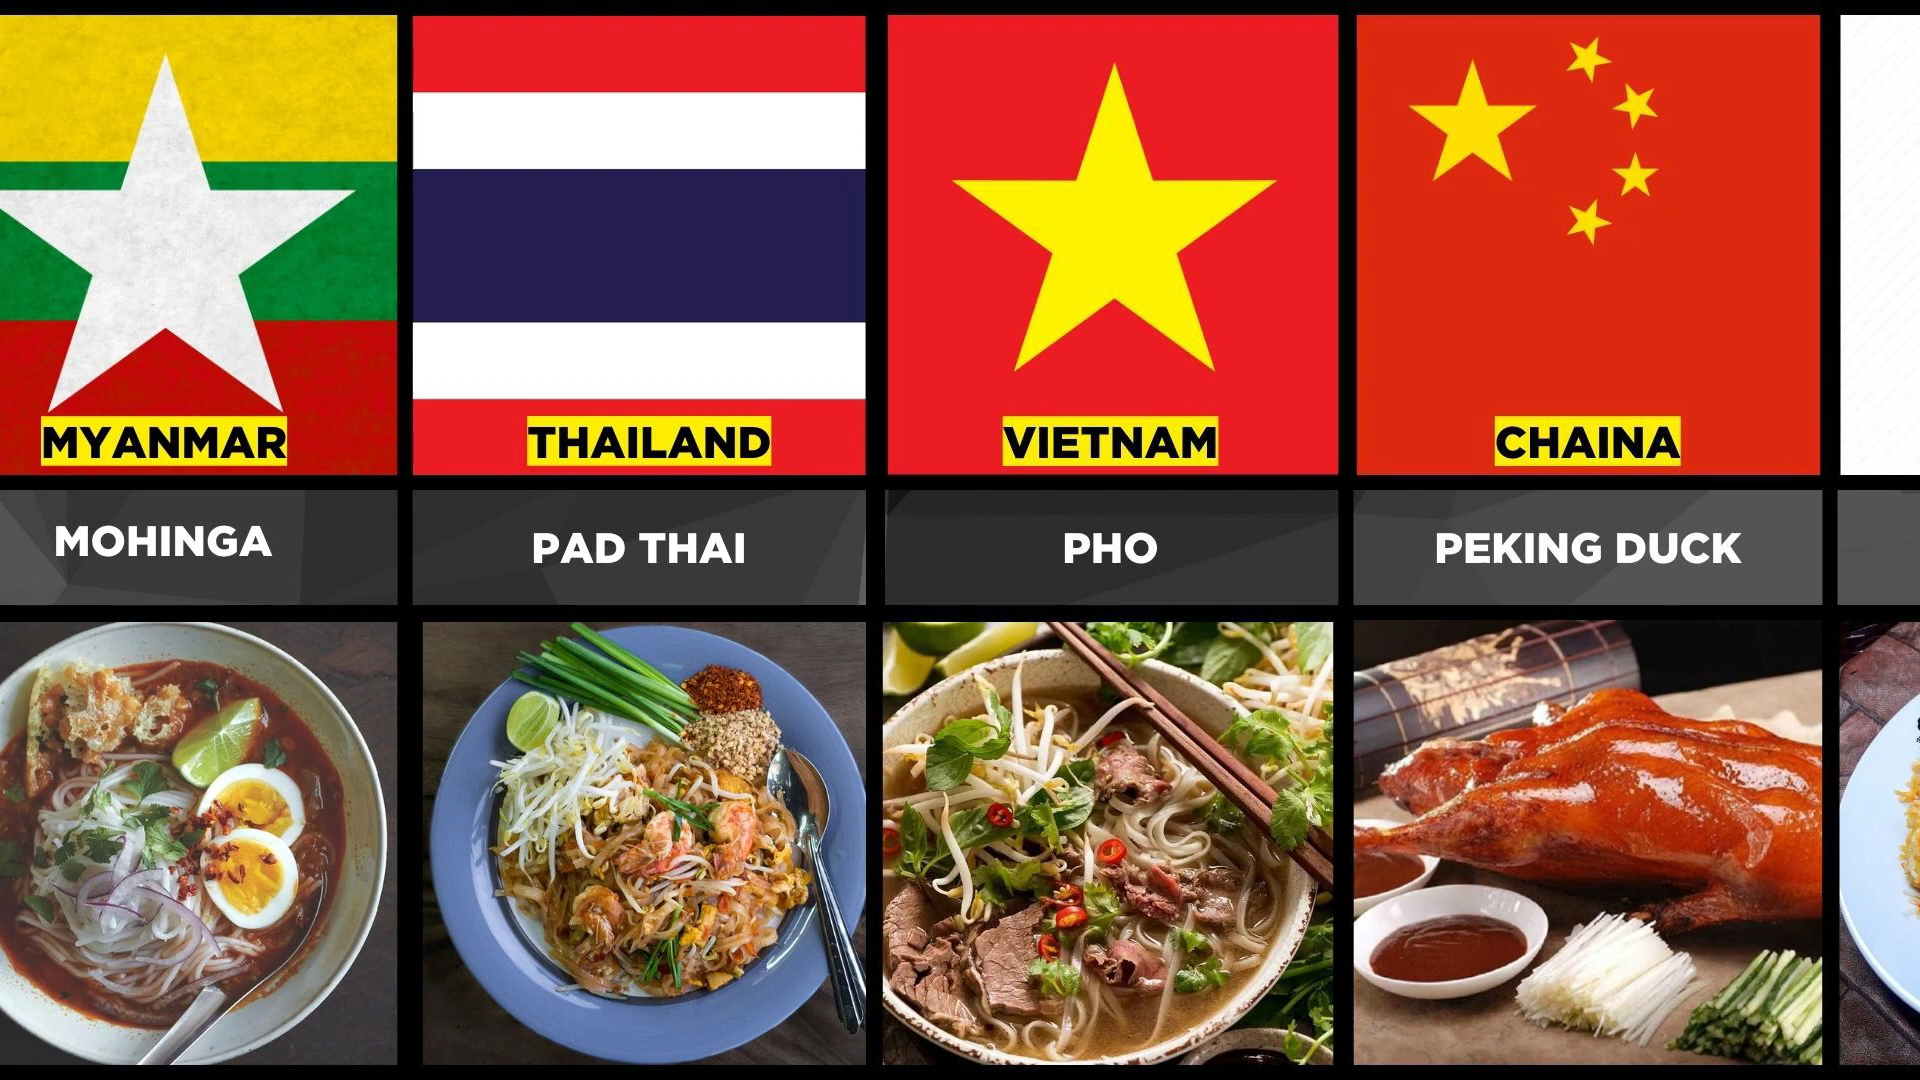 MYANMAR
THAILAND
VIETNAM
CHAINA
MOHINGA
PAD THAI
PHO
PEKING DUCK